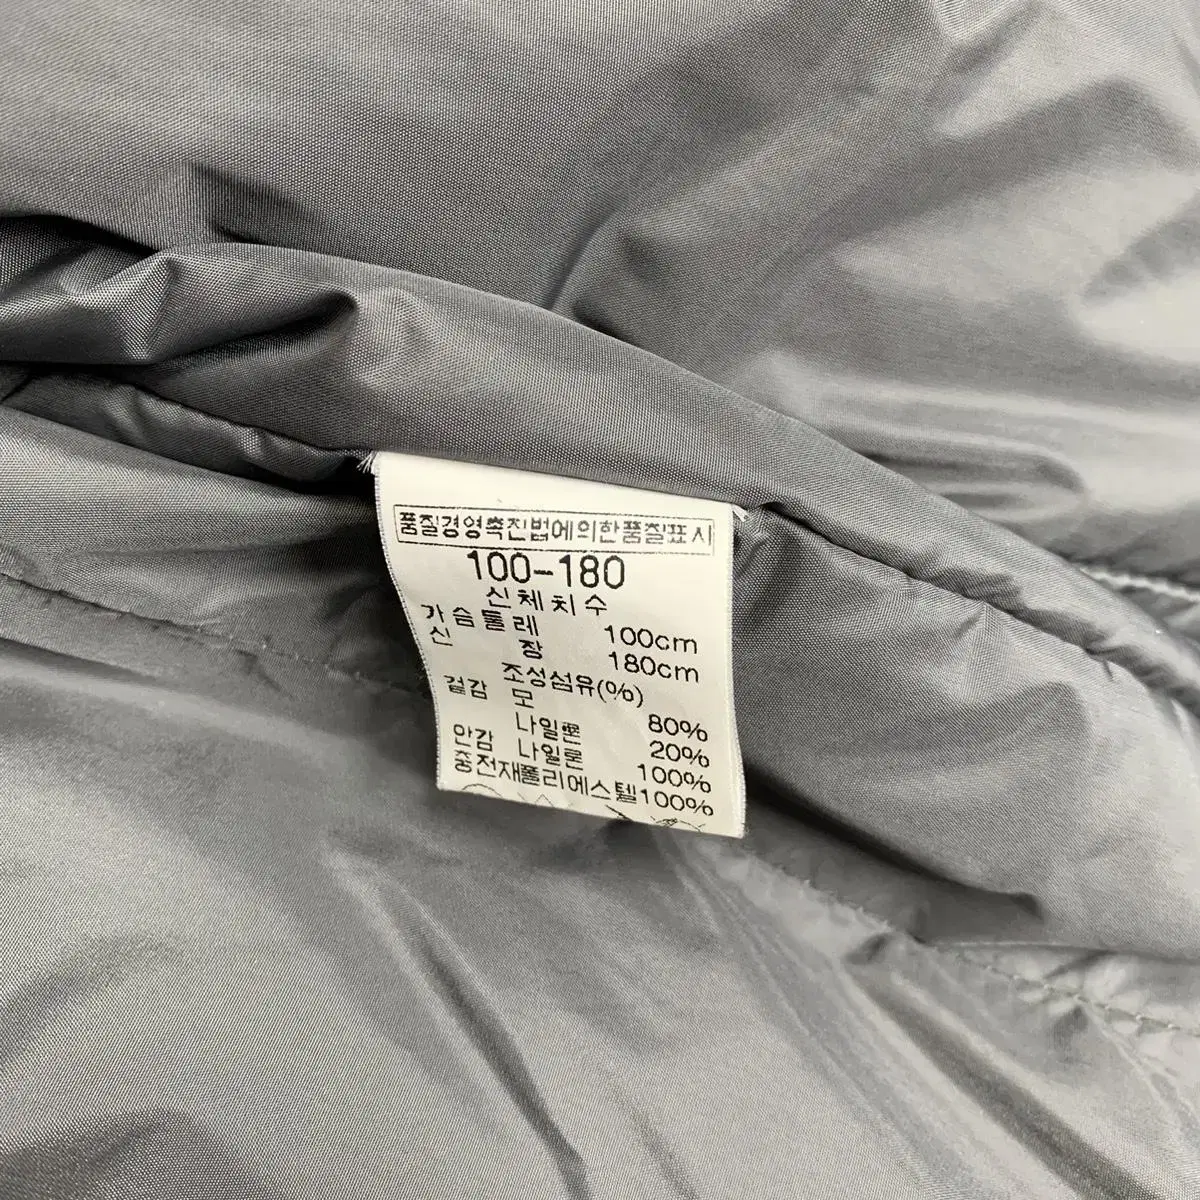 품질경영촉진법에의한품질표시
100-180
신체치수
가슴둘레 100cm
신 장 180cm
조성섬유(%)
겉감 모 80%
나일론 20%
안감 나일론 100%
충전재폴리에스텔100%